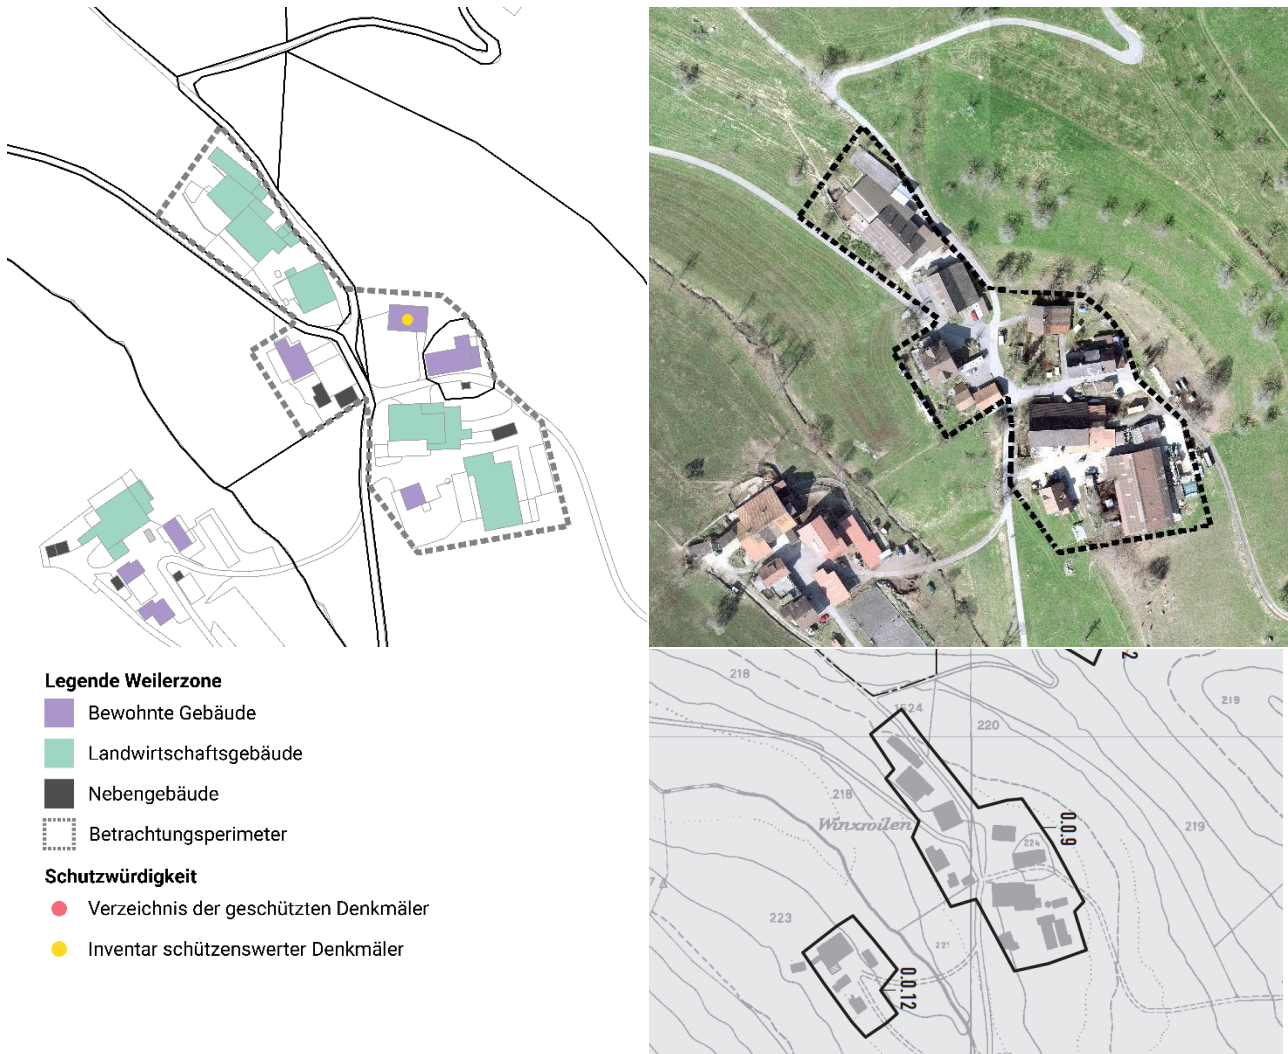 Legende Weilerzone
Bewohnte Gebäude
Landwirtschaftsgebäude
Nebengebäude
Betrachtungsperimeter
Schutzwürdigkeit
Verzeichnis der geschützten Denkmäler
Inventar schützenswerter Denkmäler
218
1524
220
219
218
Winxroilen
0.0.9
224
219
223
221
0.0.12